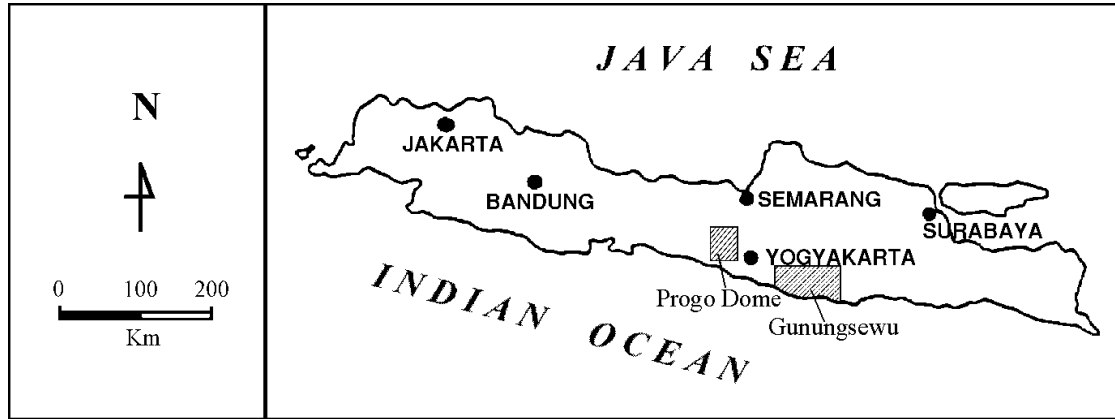 N
0 100 200
Km
JAVA SEA
JAKARTA
BANDUNG
SEMARANG
SURABAYA
YOGYAKARTA
Progo Dome
Gunungsewu
INDIAN OCEAN